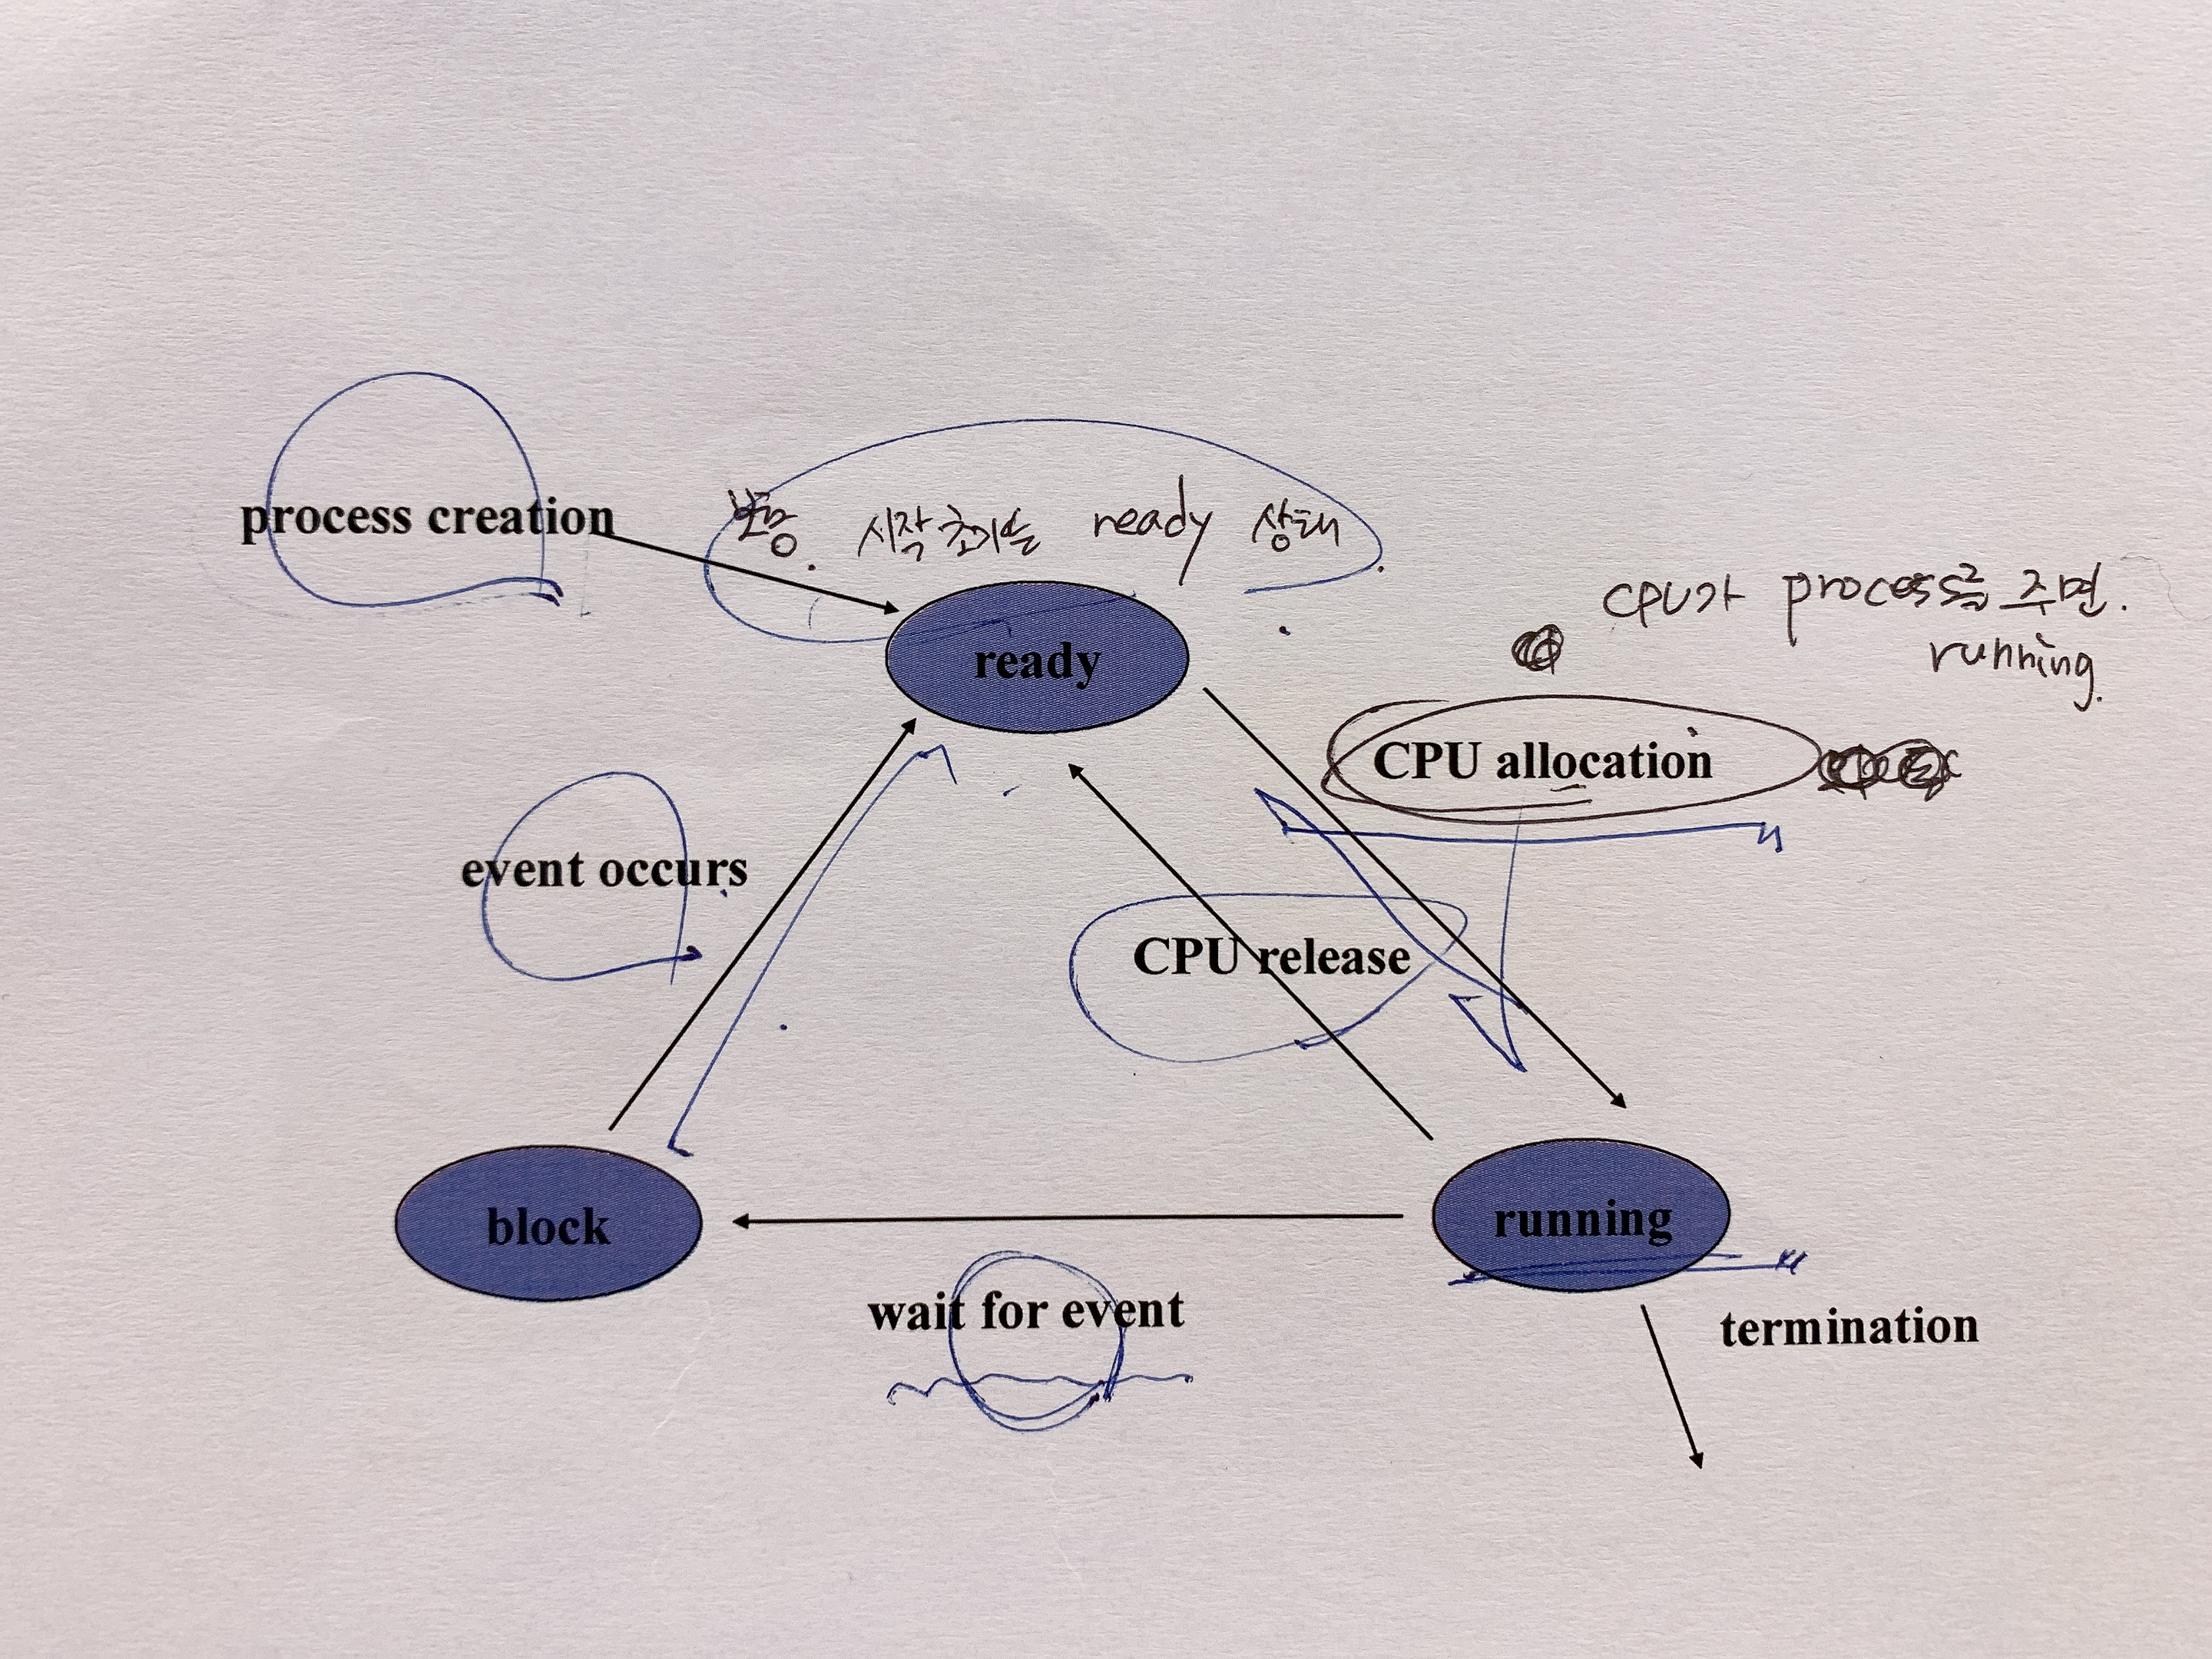 process creation
보통 시작초기는 ready 상태
CPU가 process를 주면.
running.
ready
CPU allocation
event occurs
CPU release
block
running
wait for event
termination